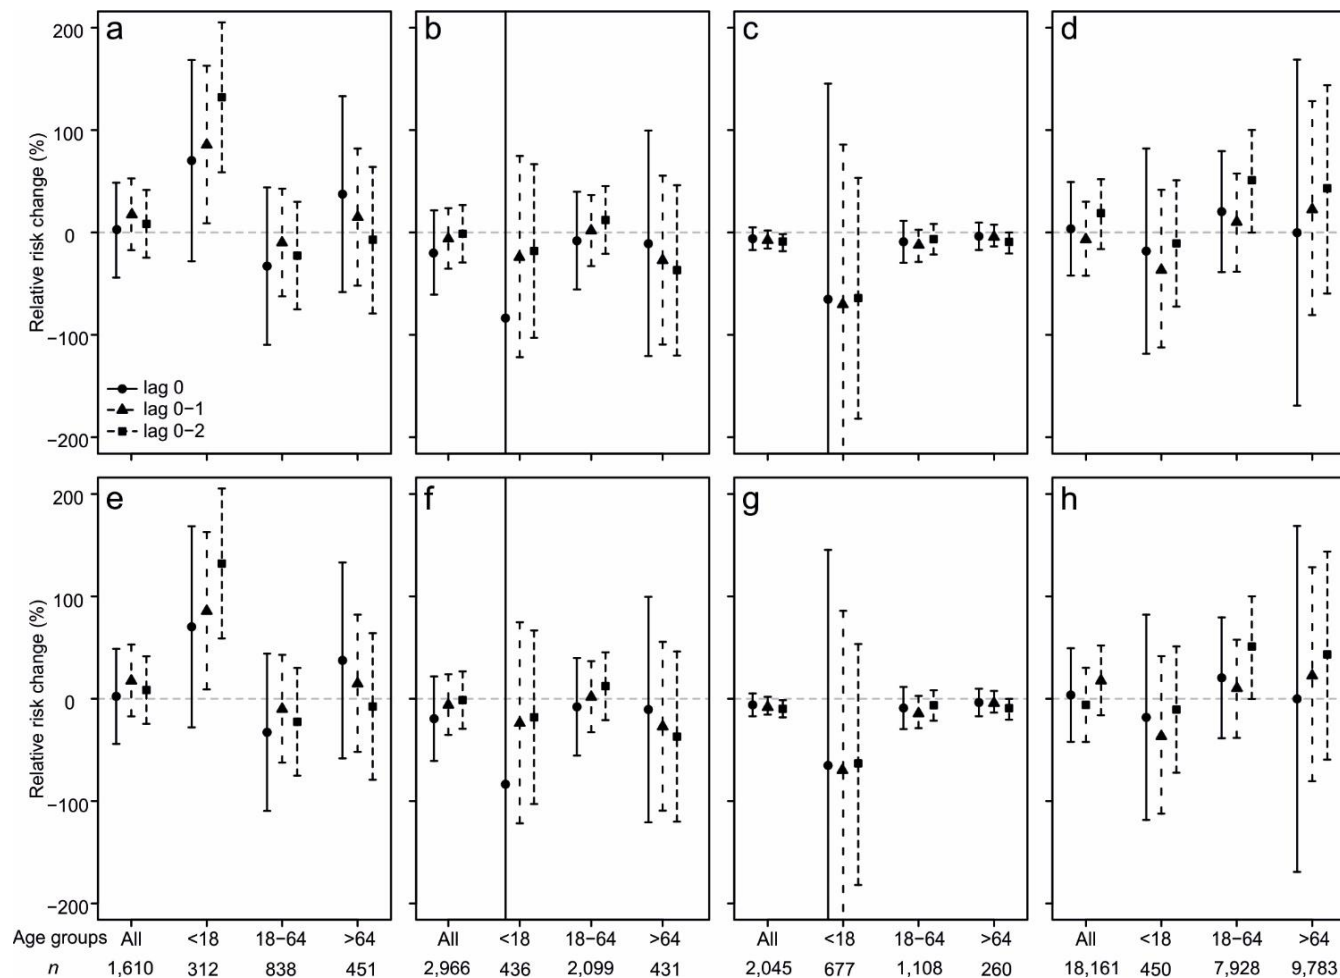 a b c d
200
100
0
−100
−200
Relative risk change (%)
lag 0
lag 0−1
lag 0−2
e f g h
200
100
0
−100
−200
Relative risk change (%)
Age groups All <18 18−64 >64 All <18 18−64 >64 All <18 18−64 >64 All <18 18−64 >64
n 1,610 312 838 451 2,966 436 2,099 431 2,045 677 1,108 260 18,161 450 7,928 9,783